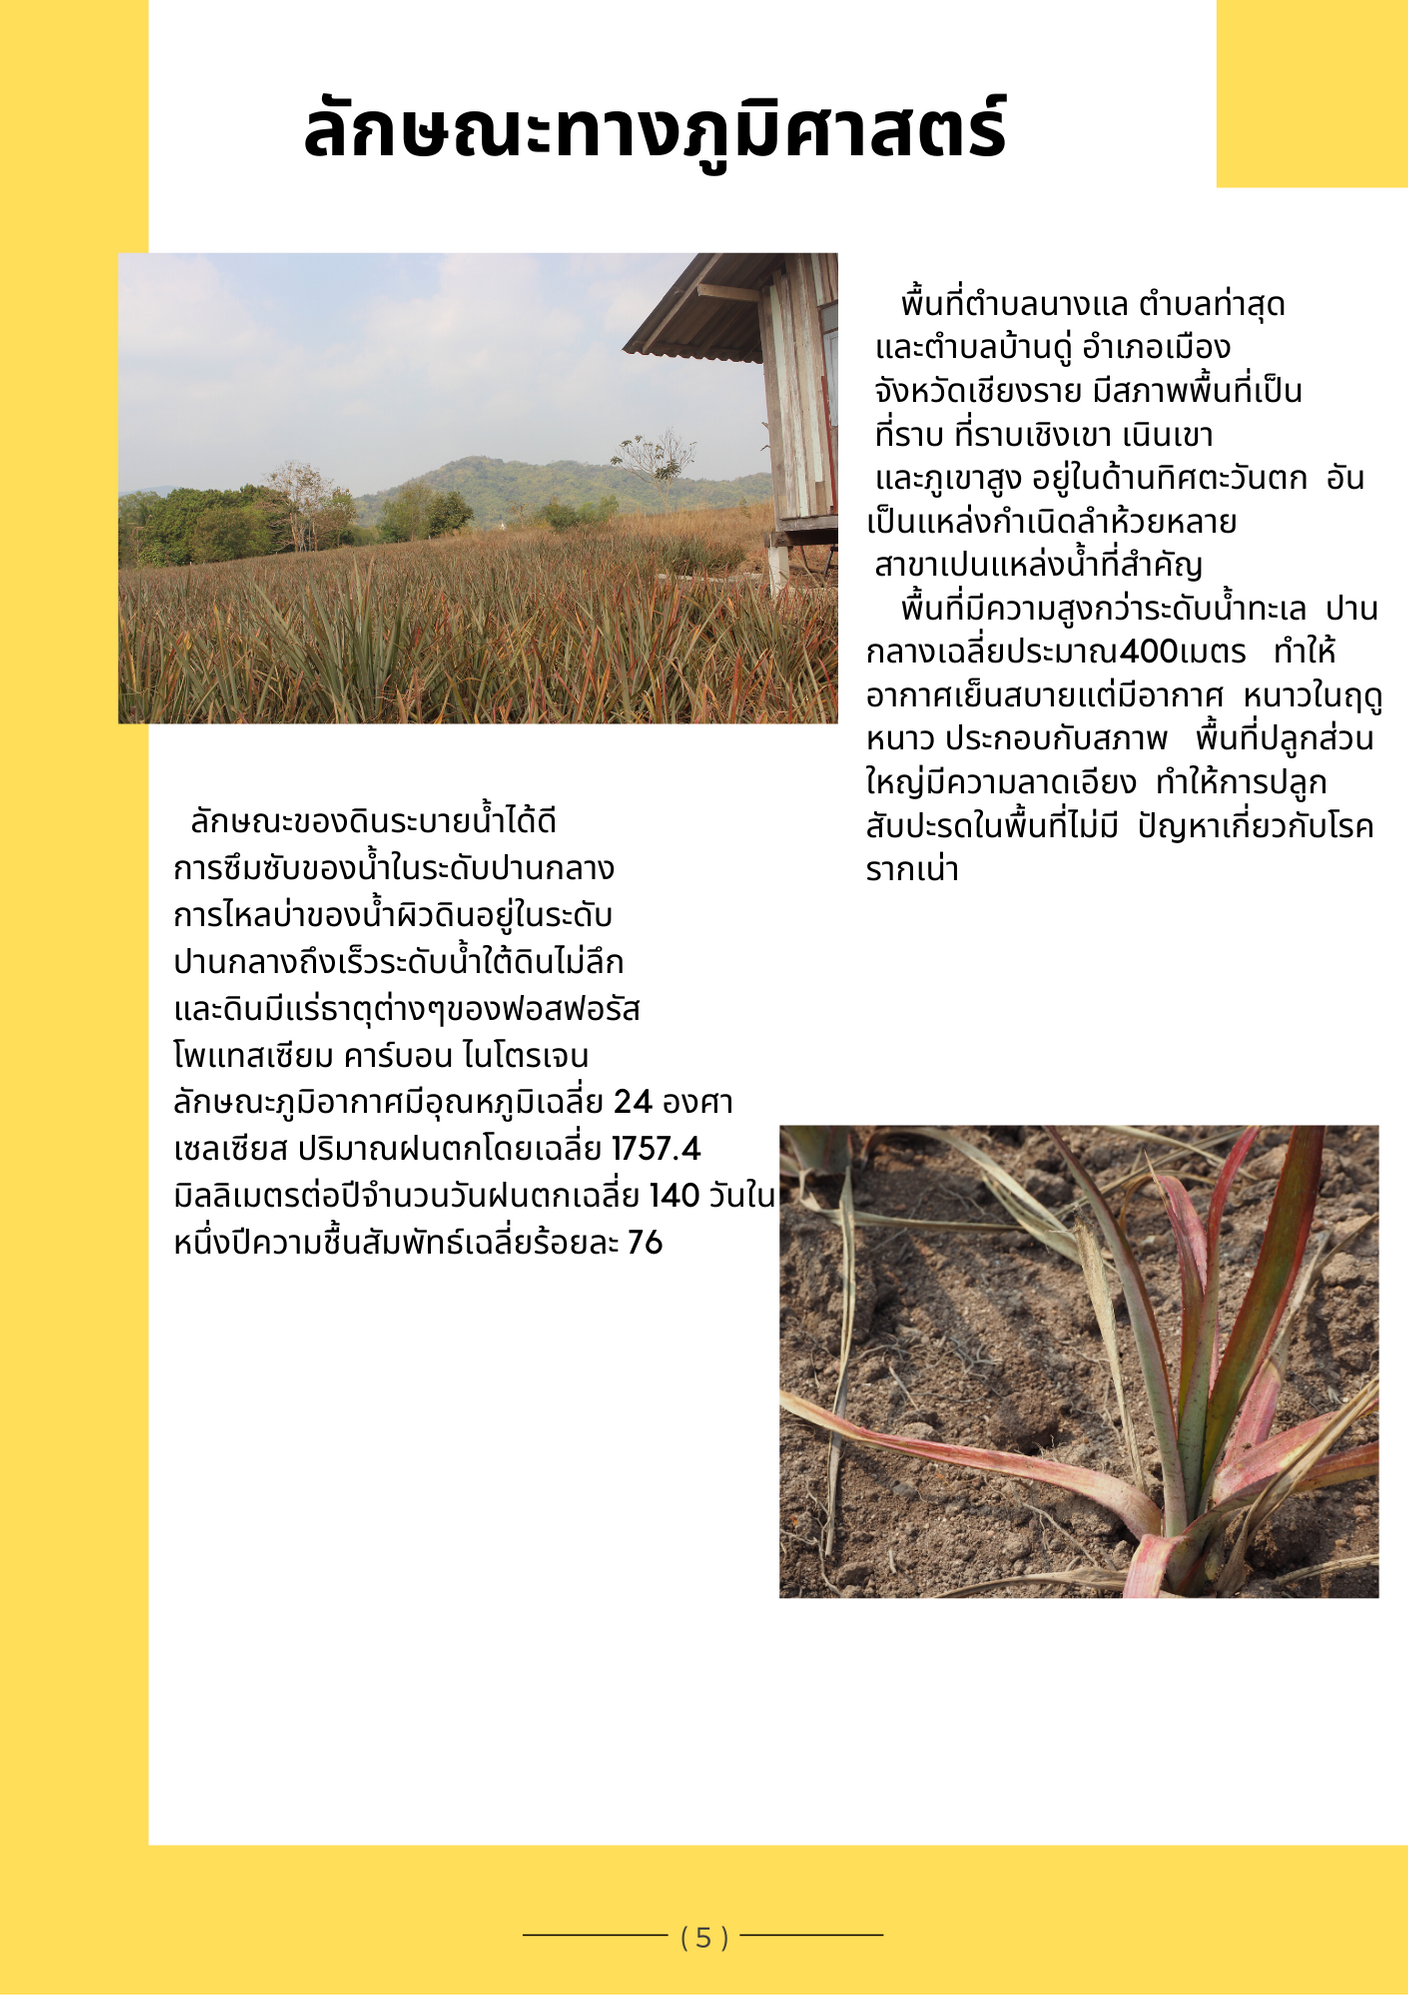 ลักษณะทางภูมิศาสตร์
พื้นที่ตำบลนางแล ตำบลท่าสุด
และตำบลบ้านดู่ อำเภอเมือง
จังหวัดเชียงราย มีสภาพพื้นที่เป็น
ที่ราบ ที่ราบเชิงเขา เนินเขา
และภูเขาสูง อยู่ในด้านทิศตะวันตก อัน
เป็นแหล่งกำเนิดลำห้วยหลาย
สาขาเปนแหล่งน้ำที่สำคัญ
พื้นที่มีความสูงกว่าระดับน้ำทะเล ปาน
กลางเฉลี่ยประมาณ400เมตร ทำให้
อากาศเย็นสบายแต่มีอากาศ หนาวในฤดู
หนาว ประกอบกับสภาพ พื้นที่ปลูกส่วน
ใหญ่มีความลาดเอียง ทำให้การปลูก
สับปะรดในพื้นที่ไม่มี ปัญหาเกี่ยวกับโรค
รากเน่า
ลักษณะของดินระบายน้ำได้ดี
การซึมซับของน้ำในระดับปานกลาง
การไหลบ่าของน้ำผิวดินอยู่ในระดับ
ปานกลางถึงเร็วระดับน้ำใต้ดินไม่ลึก
และดินมีแร่ธาตุต่างๆของฟอสฟอรัส
โพแทสเซียม คาร์บอน ไนโตรเจน
ลักษณะภูมิอากาศมีอุณหภูมิเฉลี่ย 24 องศา
เซลเซียส ปริมาณฝนตกโดยเฉลี่ย 1757.4
มิลลิเมตรต่อปีจำนวนวันฝนตกเฉลี่ย 140 วันใน
หนึ่งปีความชื้นสัมพัทธ์เฉลี่ยร้อยละ 76
( 5 )